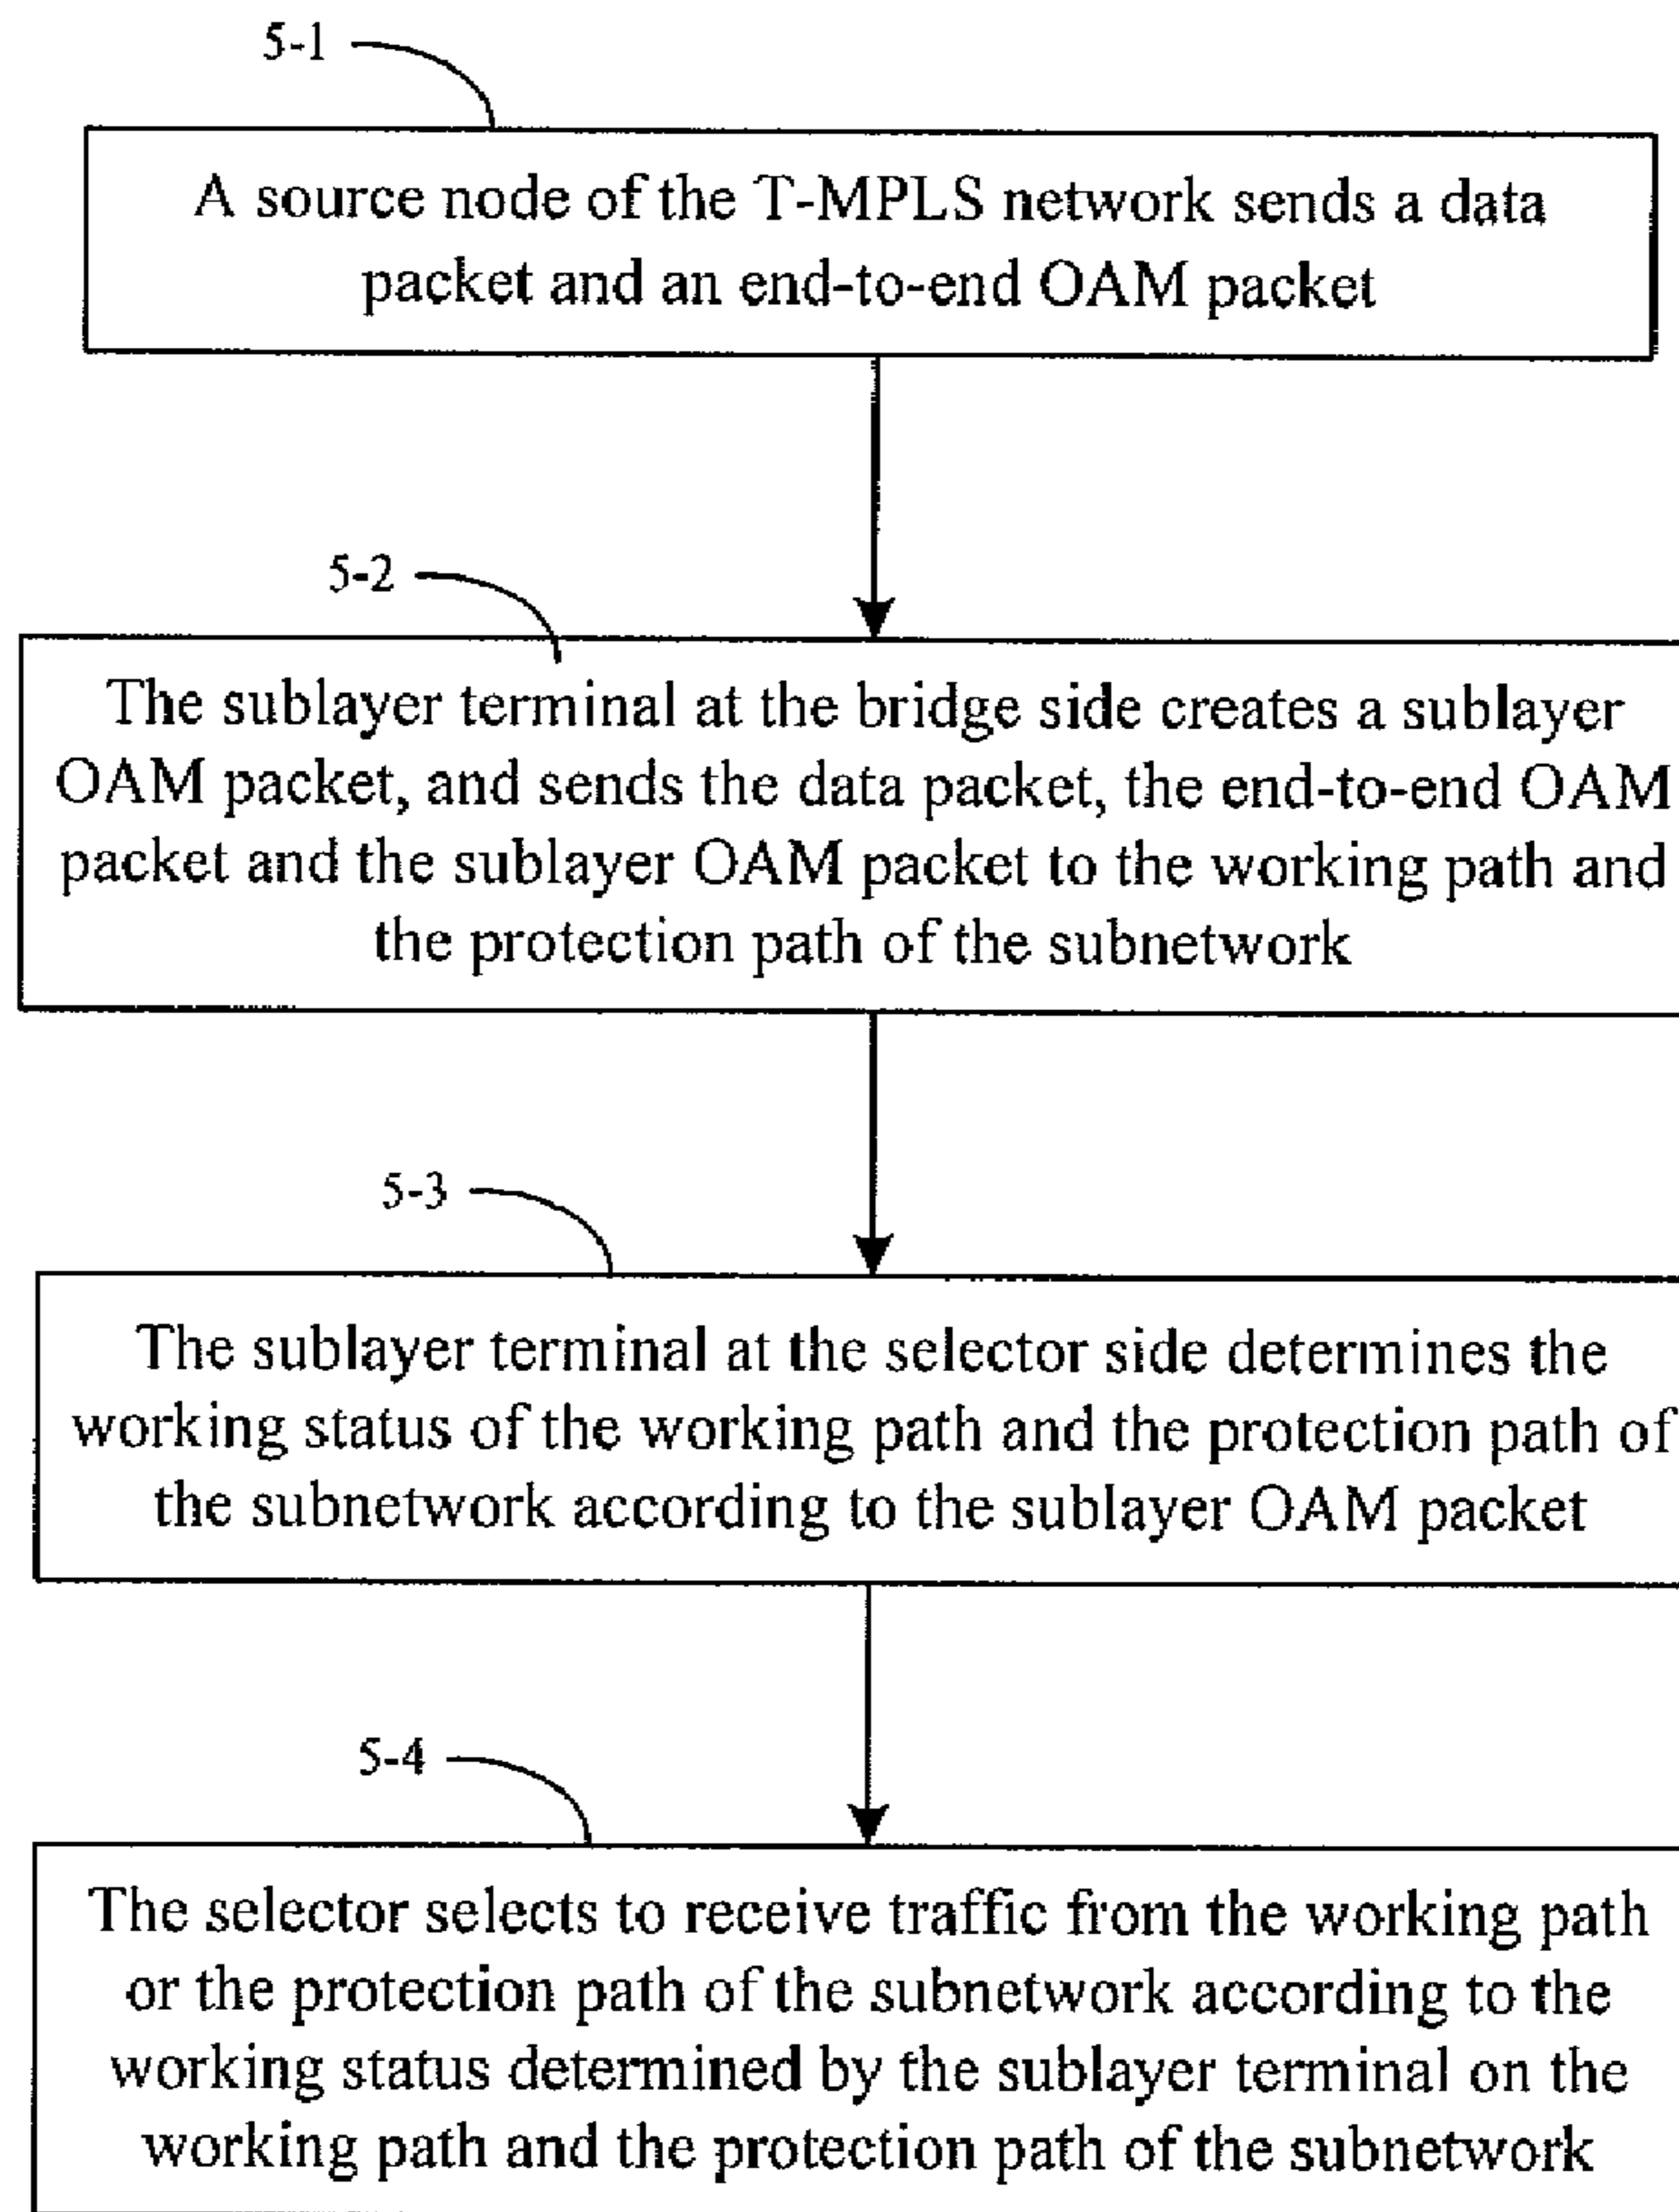 5-1
A source node of the T-MPLS network sends a data
packet and an end-to-end OAM packet
5-2
The sublayer terminal at the bridge side creates a sublayer
OAM packet, and sends the data packet, the end-to-end OAM
packet and the sublayer OAM packet to the working path and
the protection path of the subnetwork
5-3
The sublayer terminal at the selector side determines the
working status of the working path and the protection path of
the subnetwork according to the sublayer OAM packet
5-4
The selector selects to receive traffic from the working path
or the protection path of the subnetwork according to the
working status determined by the sublayer terminal on the
working path and the protection path of the subnetwork